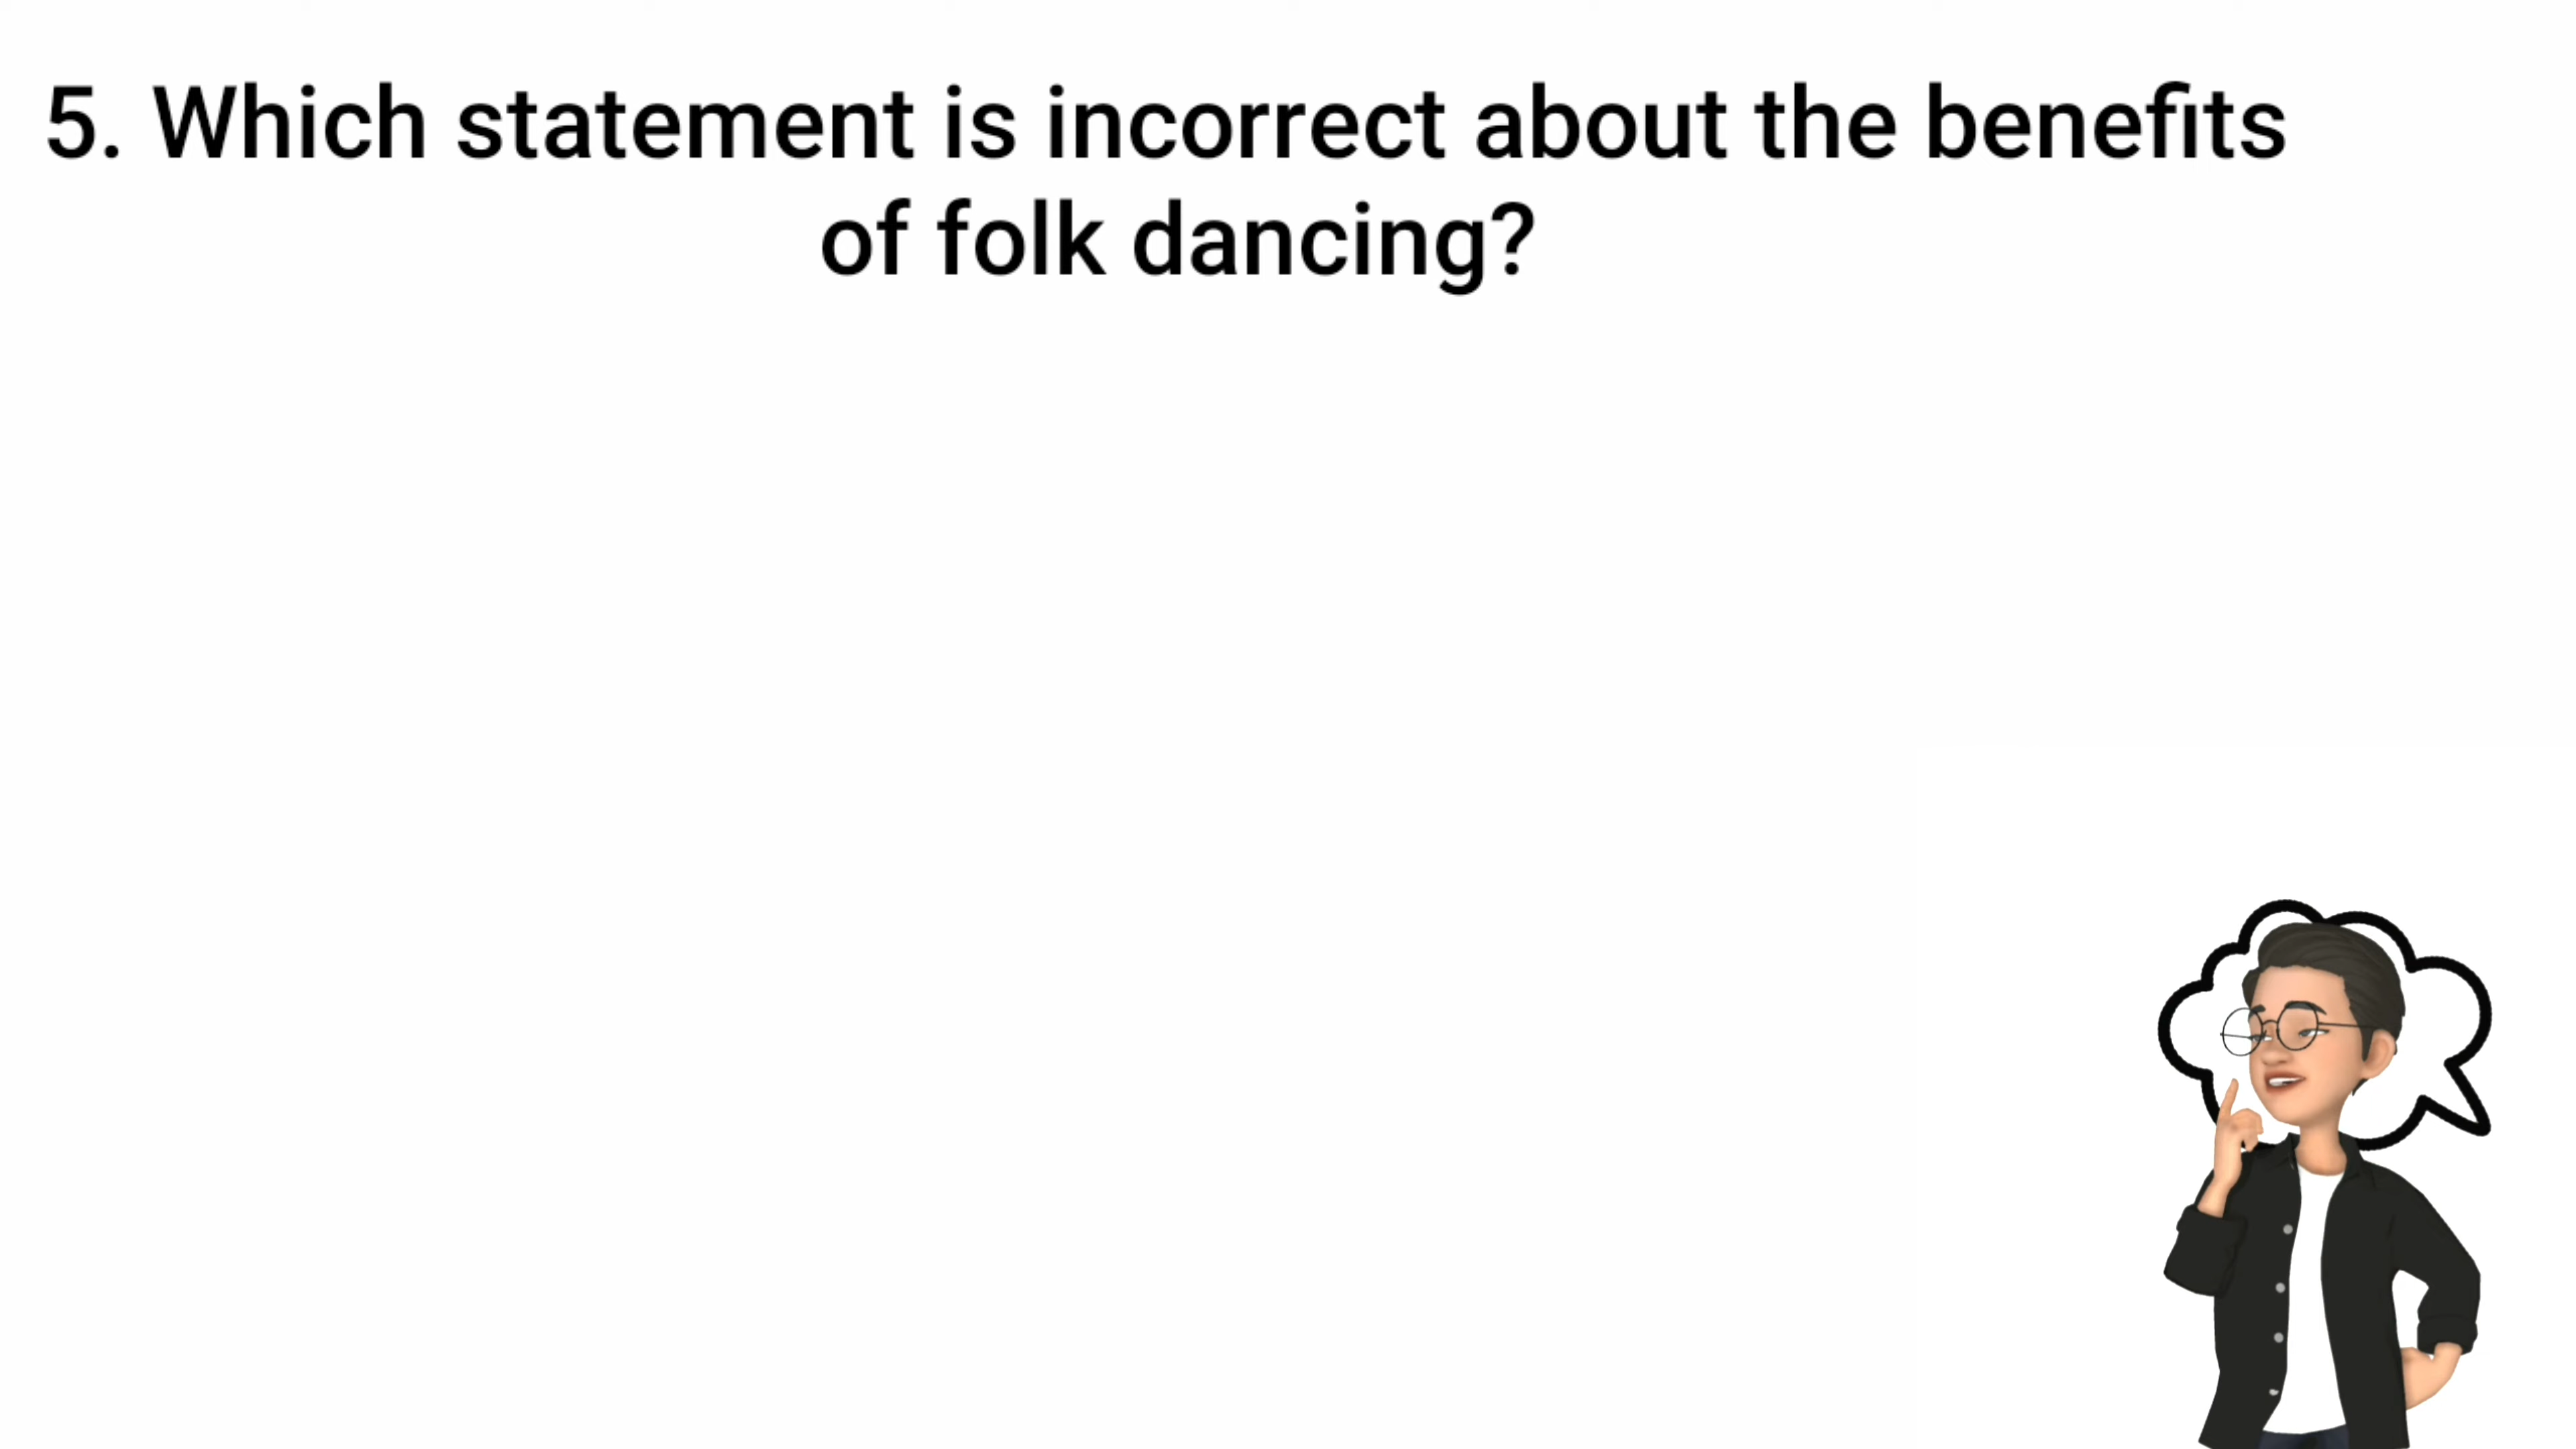 5. Which statement is incorrect about the benefits
of folk dancing?